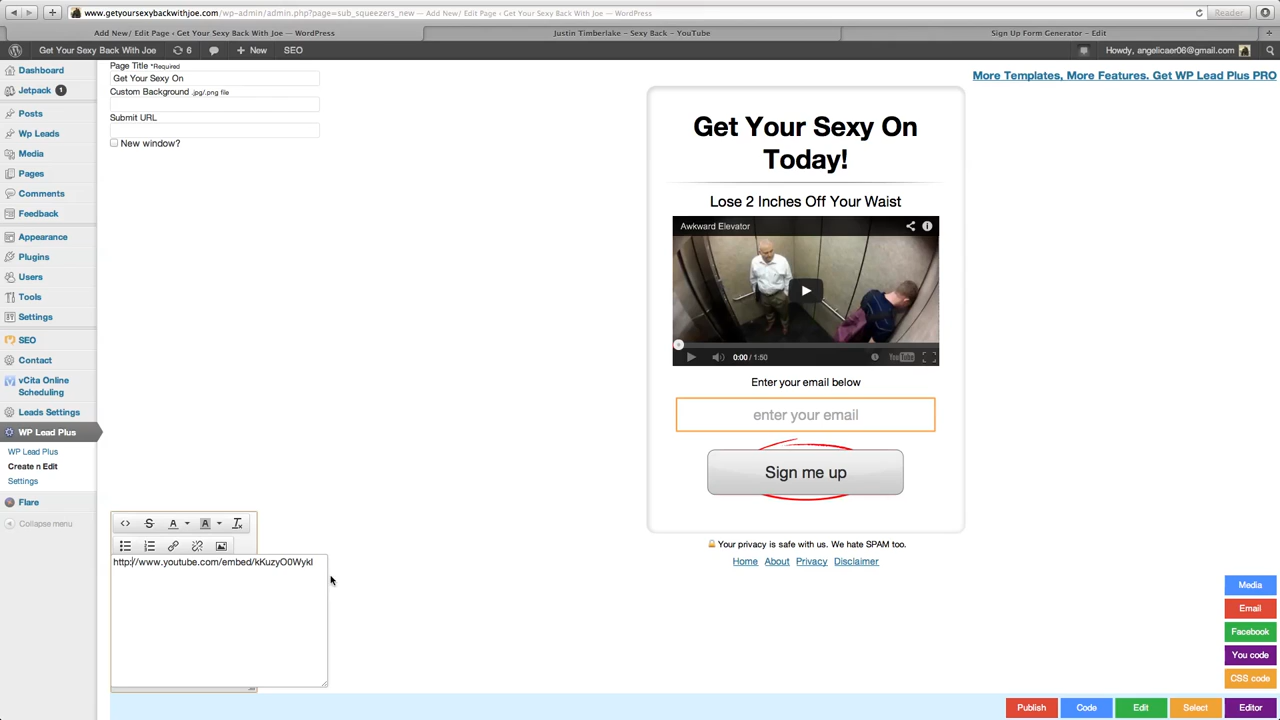 www.getyoursexybackwithjoe.com/wp-admin/admin.php?page=sub_squeezers_new — Add New/ Edit Page ‹ Get Your Sexy Back With Joe — WordPress
Reader
Add New/ Edit Page ‹ Get Your Sexy Back With Joe — WordPress
Justin Timberlake – Sexy Back – YouTube
Sign Up Form Generator – Edit
Get Your Sexy Back With Joe
6
New
SEO
Howdy, angelicaer06@gmail.com
Dashboard
Jetpack 1
Posts
Wp Leads
Media
Pages
Comments
Feedback
Appearance
Plugins
Users
Tools
Settings
SEO
Contact
vCita Online
Scheduling
Leads Settings
WP Lead Plus
WP Lead Plus
Create n Edit
Settings
Flare
Collapse menu
Page Title *Required
Get Your Sexy On
Custom Background .jpg/.png file
Submit URL
New window?
More Templates, More Features. Get WP Lead Plus PRO
Get Your Sexy On
Today!
Lose 2 Inches Off Your Waist
Awkward Elevator
0:00 / 1:50
YouTube
Enter your email below
enter your email
Sign me up
Your privacy is safe with us. We hate SPAM too.
Home About Privacy Disclaimer
A A T
http://www.youtube.com/embed/kKuzyO0WykI
Media
Email
Facebook
You code
CSS code
Publish
Code
Edit
Select
Editor